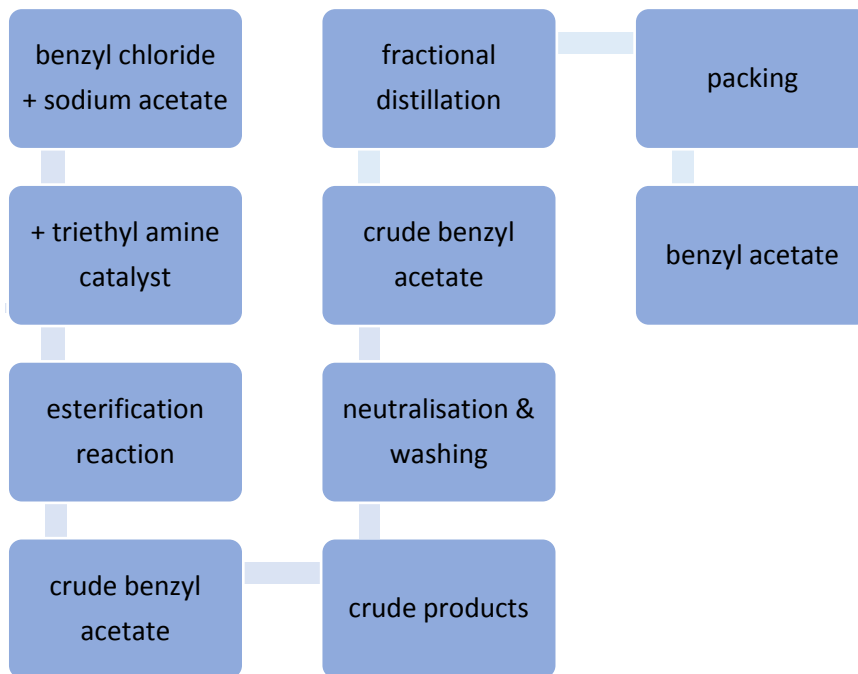 benzyl chloride
+ sodium acetate
+ triethyl amine
catalyst
esterification
reaction
crude benzyl
acetate
crude products
neutralisation &
washing
crude benzyl
acetate
fractional
distillation
packing
benzyl acetate